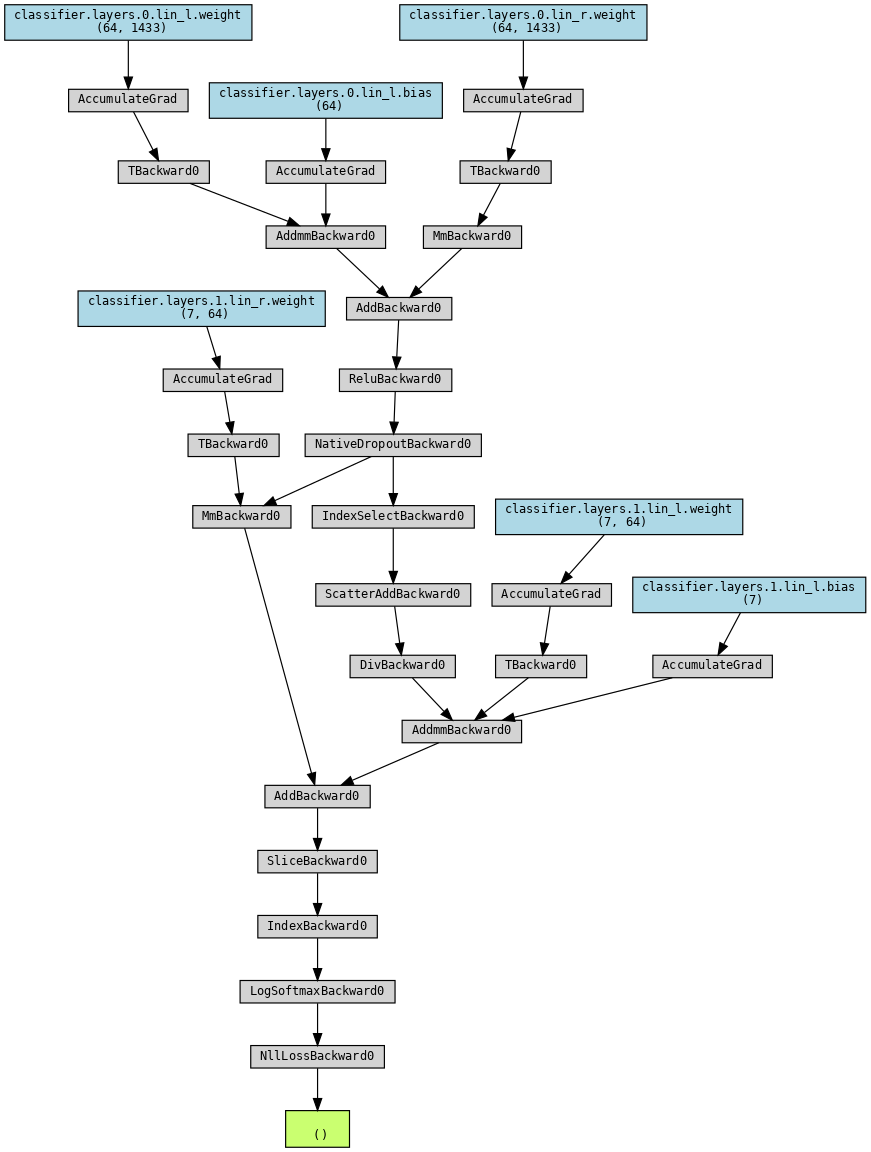 classifier.layers.0.lin_l.weight
(64, 1433)
classifier.layers.0.lin_r.weight
(64, 1433)
AccumulateGrad
classifier.layers.0.lin_l.bias
(64)
AccumulateGrad
TBackward0
AccumulateGrad
TBackward0
AddmmBackward0
MmBackward0
classifier.layers.1.lin_r.weight
(7, 64)
AddBackward0
AccumulateGrad
ReluBackward0
TBackward0
NativeDropoutBackward0
MmBackward0
IndexSelectBackward0
classifier.layers.1.lin_l.weight
(7, 64)
ScatterAddBackward0
AccumulateGrad
classifier.layers.1.lin_l.bias
(7)
DivBackward0
TBackward0
AccumulateGrad
AddmmBackward0
AddBackward0
SliceBackward0
IndexBackward0
LogSoftmaxBackward0
NllLossBackward0
()